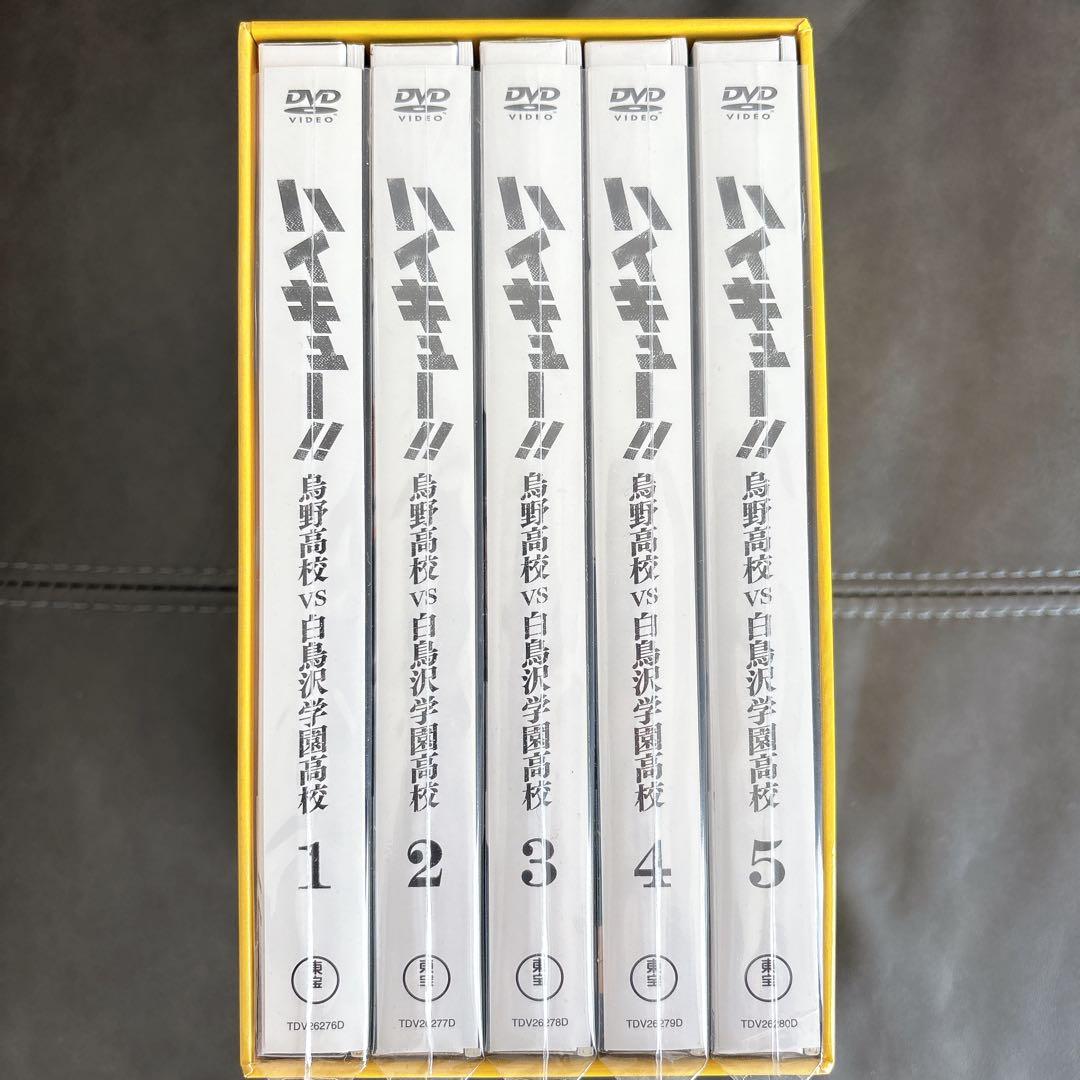 DVD
VIDEO
ハイキュー!!
烏野高校 vs 白鳥沢学園高校
1
東宝
TDV26276D
DVD
VIDEO
ハイキュー!!
烏野高校 vs 白鳥沢学園高校
2
東宝
TDV26277D
DVD
VIDEO
ハイキュー!!
烏野高校 vs 白鳥沢学園高校
3
東宝
TDV26278D
DVD
VIDEO
ハイキュー!!
烏野高校 vs 白鳥沢学園高校
4
東宝
TDV26279D
DVD
VIDEO
ハイキュー!!
烏野高校 vs 白鳥沢学園高校
5
東宝
TDV26280D